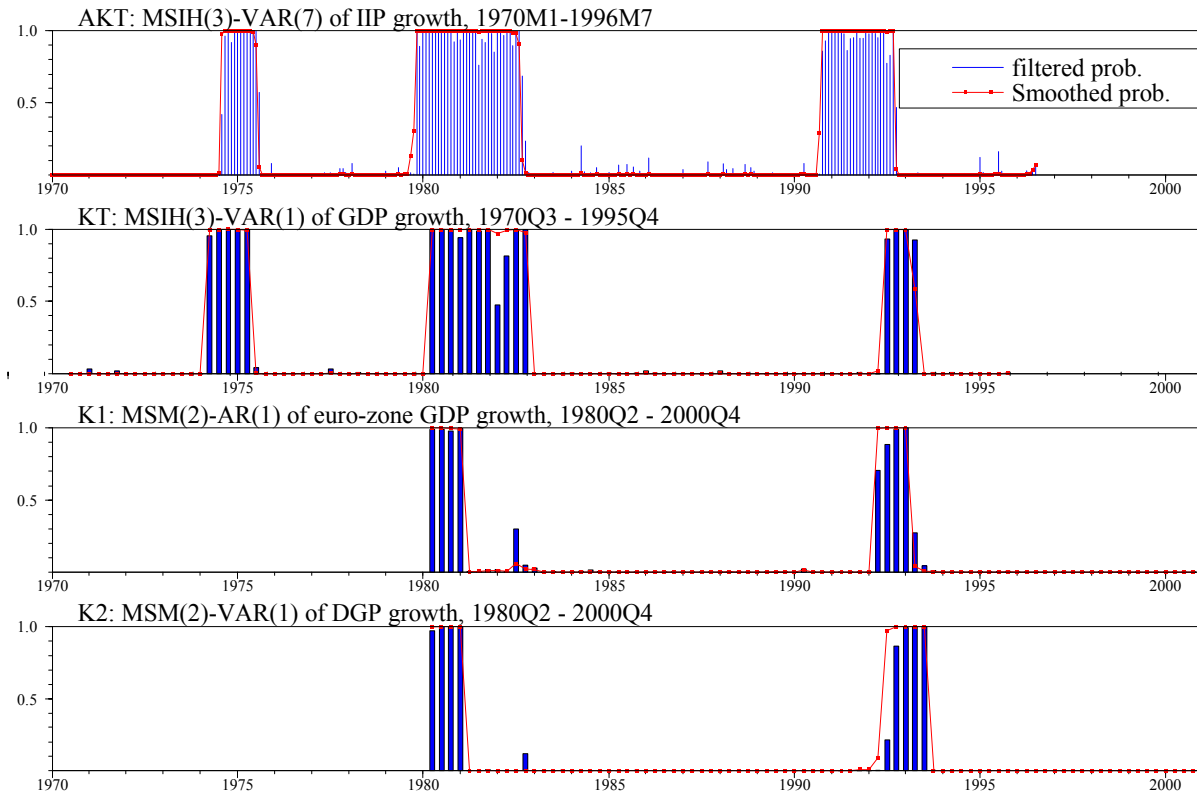 AKT: MSIH(3)-VAR(7) of IIP growth, 1970M1-1996M7
1.0
filtered prob.
Smoothed prob.
0.5
1970 1975 1980 1985 1990 1995 2000
KT: MSIH(3)-VAR(1) of GDP growth, 1970Q3 - 1995Q4
1.0
0.5
1970 1975 1980 1985 1990 1995 2000
K1: MSM(2)-AR(1) of euro-zone GDP growth, 1980Q2 - 2000Q4
1.0
0.5
1970 1975 1980 1985 1990 1995 2000
K2: MSM(2)-VAR(1) of DGP growth, 1980Q2 - 2000Q4
1.0
0.5
1970 1975 1980 1985 1990 1995 2000